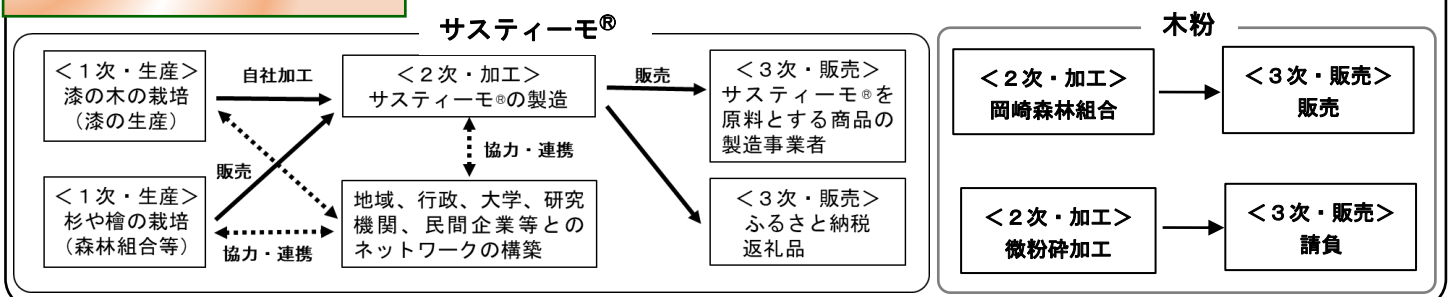 サスティーモ®
＜１次・生産＞
漆の木の栽培
（漆の生産）
自社加工
＜２次・加工＞
サスティーモ®の製造
販売
＜３次・販売＞
サスティーモ®を
原料とする商品の
製造事業者
協力・連携
販売
＜１次・生産＞
杉や檜の栽培
（森林組合等）
協力・連携
地域、行政、大学、研究
機関、民間企業等との
ネットワークの構築
＜３次・販売＞
ふるさと納税
返礼品
木粉
＜２次・加工＞
岡崎森林組合
＜３次・販売＞
販売
＜２次・加工＞
微粉砕加工
＜３次・販売＞
請負